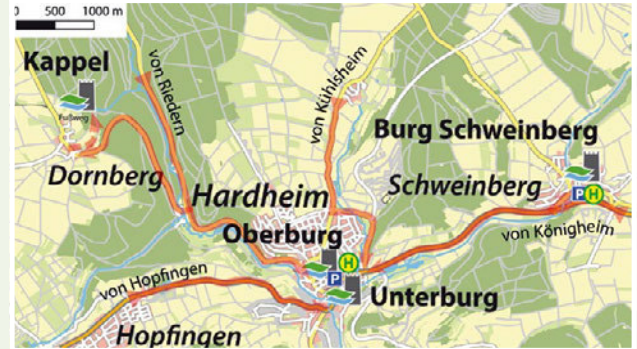 0 500 1000 m
Kappel
Fußweg
von Riedern
von Kühlsheim
Burg Schweinberg
Dornberg
Hardheim
Schweinberg
P H
Oberburg
H
P
von Königheim
von Hopfingen
Unterburg
Hopfingen